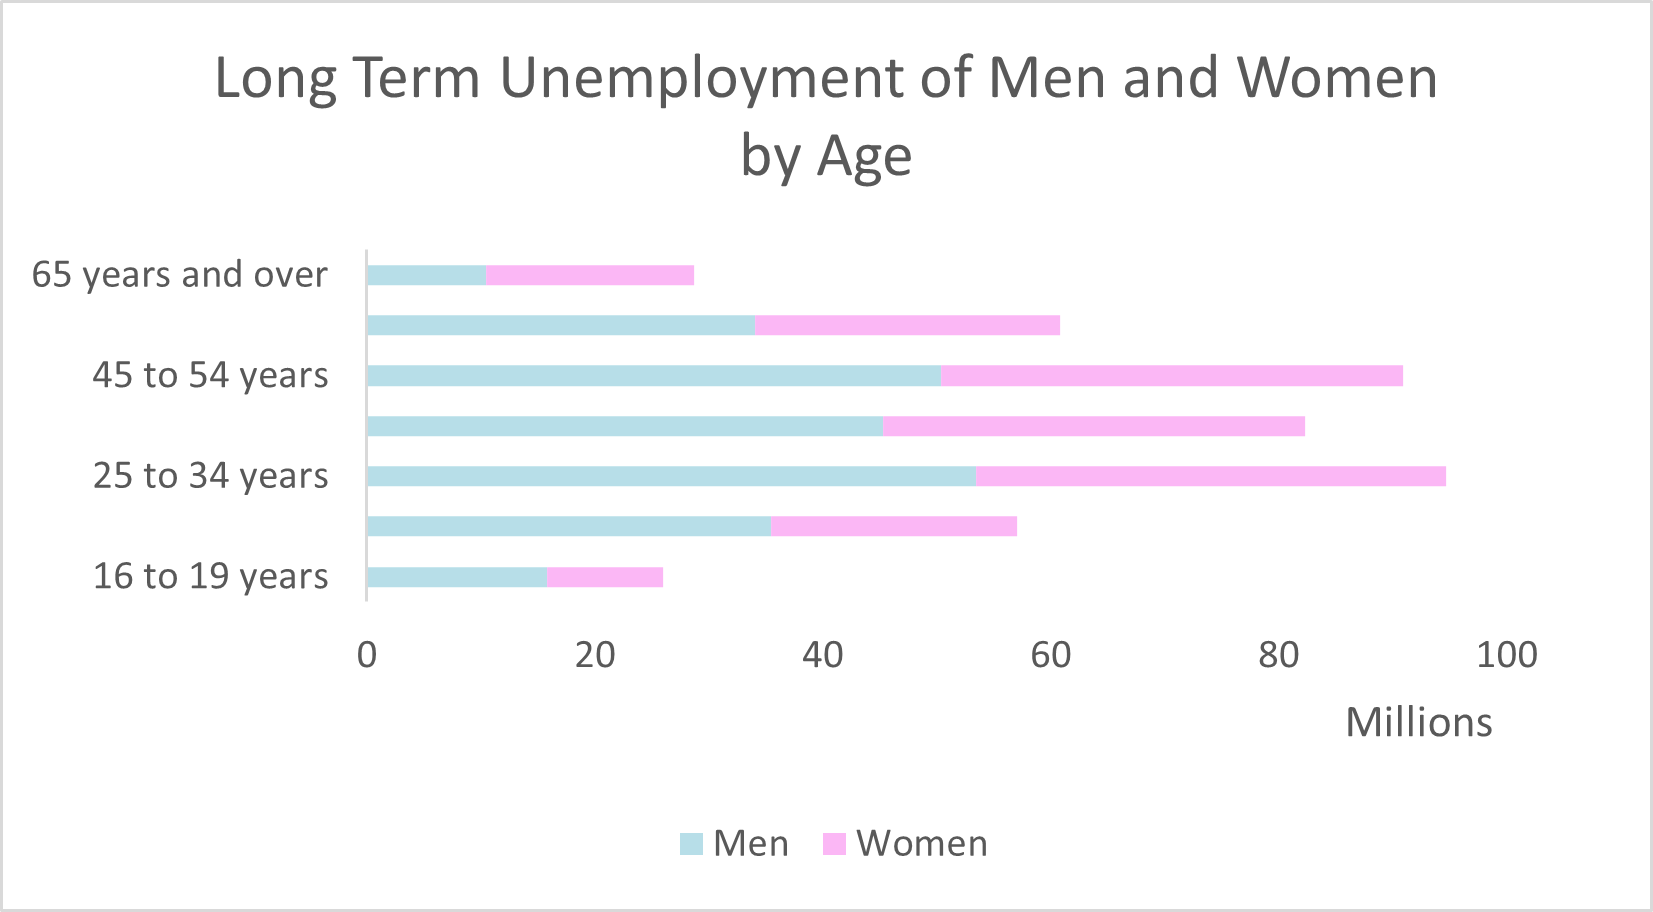 Long Term Unemployment of Men and Women
by Age
65 years and over
45 to 54 years
25 to 34 years
16 to 19 years
0 20 40 60 80 100
Millions
Men Women